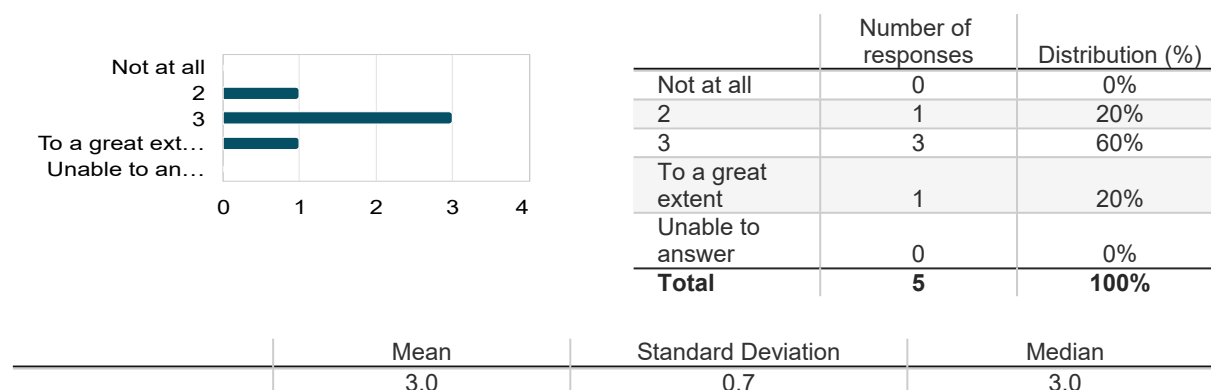 Not at all
2
3
To a great ext…
Unable to an…
0 1 2 3 4
Number of
responses Distribution (%)
Not at all 0 0%
2 1 20%
3 3 60%
To a great
extent 1 20%
Unable to
answer 0 0%
Total 5 100%
Mean Standard Deviation Median
3.0 0.7 3.0